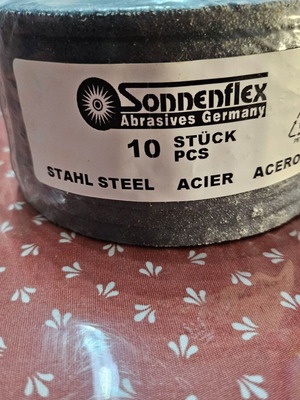 Sonnenflex
Abrasives Germany
10 STÜCK
PCS
STAHL STEEL ACIER ACERO